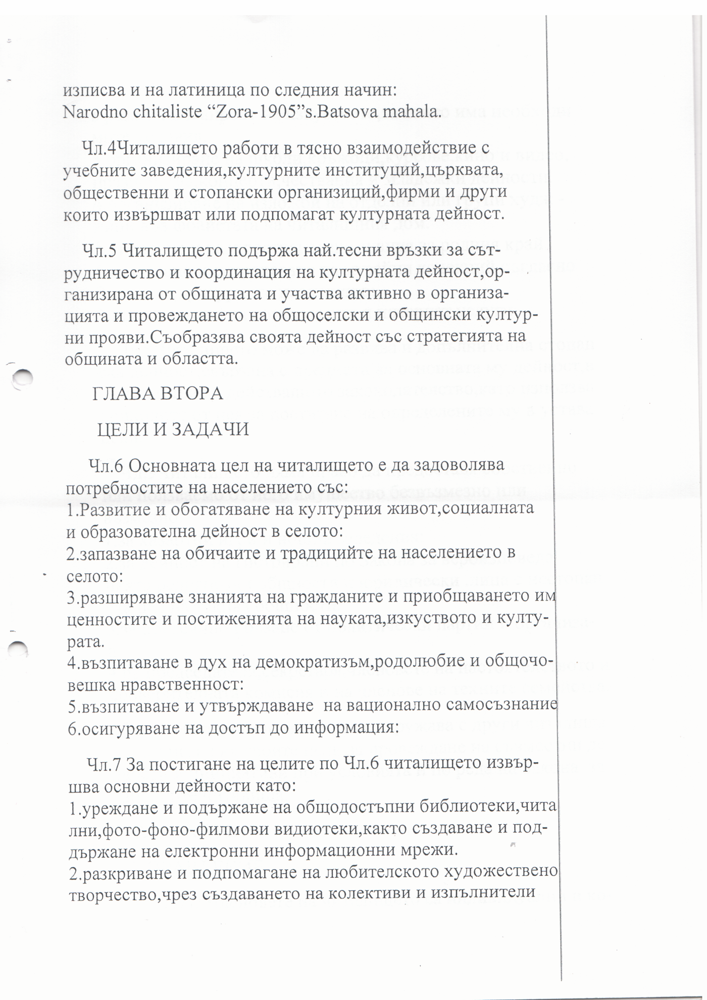 изписва и на латиница по следния начин:
Narodno chitaliste “Zora-1905”s.Batsova mahala.
Чл.4Читалището работи в тясно взаимодействие с
учебните заведения,културните институций,църквата,
общественни и стопански организиций,фирми и други
които извършват или подпомагат културната дейност.
Чл.5 Читалището подържа най.тесни връзки за сът-
рудничество и координация на културната дейност,ор-
ганизирана от общината и участва активно в организа-
цията и провеждането на общоселски и общински култур-
ни прояви.Съобразява своята дейност със стратегията на
общината и областта.
ГЛАВА ВТОРА
ЦЕЛИ И ЗАДАЧИ
Чл.6 Основната цел на читалището е да задоволява
потребностите на населението със:
1.Развитие и обогатяване на културния живот,социалната
и образователна дейност в селото:
2.запазване на обичаите и традицийте на населението в
селото:
3.разширяване знанията на гражданите и приобщаването им
ценностите и постиженията на науката,изкуството и култу-
рата.
4.възпитаване в дух на демократизъм,родолюбие и общочо-
вешка нравственност:
5.възпитаване и утвърждаване  на вационално самосъзнание
6.осигуряване на достъп до информация:
Чл.7 За постигане на целите по Чл.6 читалището извър-
шва основни дейности като:
1.уреждане и подържане на общодостъпни библиотеки,чита
лни,фото-фоно-филмови видиотеки,както създаване и под-
държане на електронни информационни мрежи.
2.разкриване и подпомагане на любителското художествено
творчество,чрез създаването на колективи и изпълнители